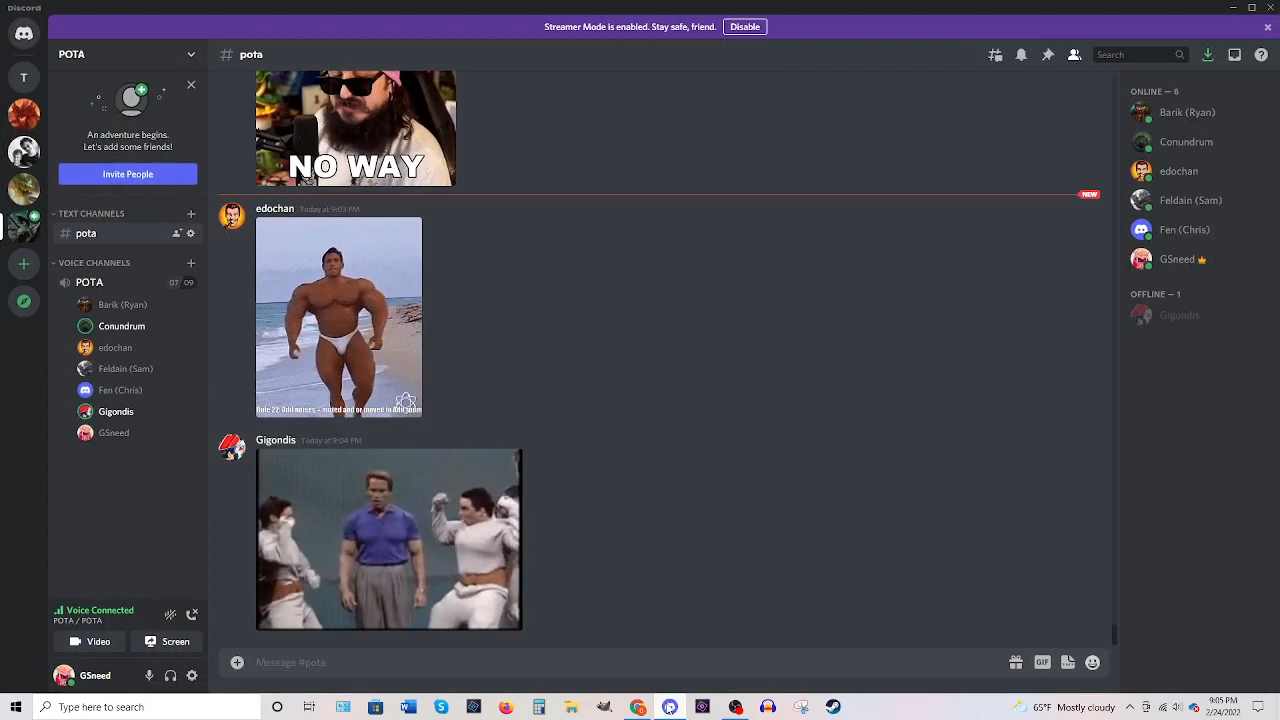 Discord
Streamer Mode is enabled. Stay safe, friend.
Disable
POTA
# pota
Search
T
An adventure begins.
Let's add some friends!
Invite People
TEXT CHANNELS
# pota
VOICE CHANNELS
POTA
07 09
Barik (Ryan)
Conundrum
edochan
Feldain (Sam)
Fen (Chris)
Gigondis
GSneed
Voice Connected
POTA / POTA
Video
Screen
GSneed
NO WAY
NEW
edochan Today at 9:03 PM
Gigondis Today at 9:04 PM
Message #pota
GIF
ONLINE — 6
Barik (Ryan)
Conundrum
edochan
Feldain (Sam)
Fen (Chris)
GSneed
OFFLINE — 1
Gigondis
Type here to search
65°F Mostly cloudy
9:05 PM
2/24/2022